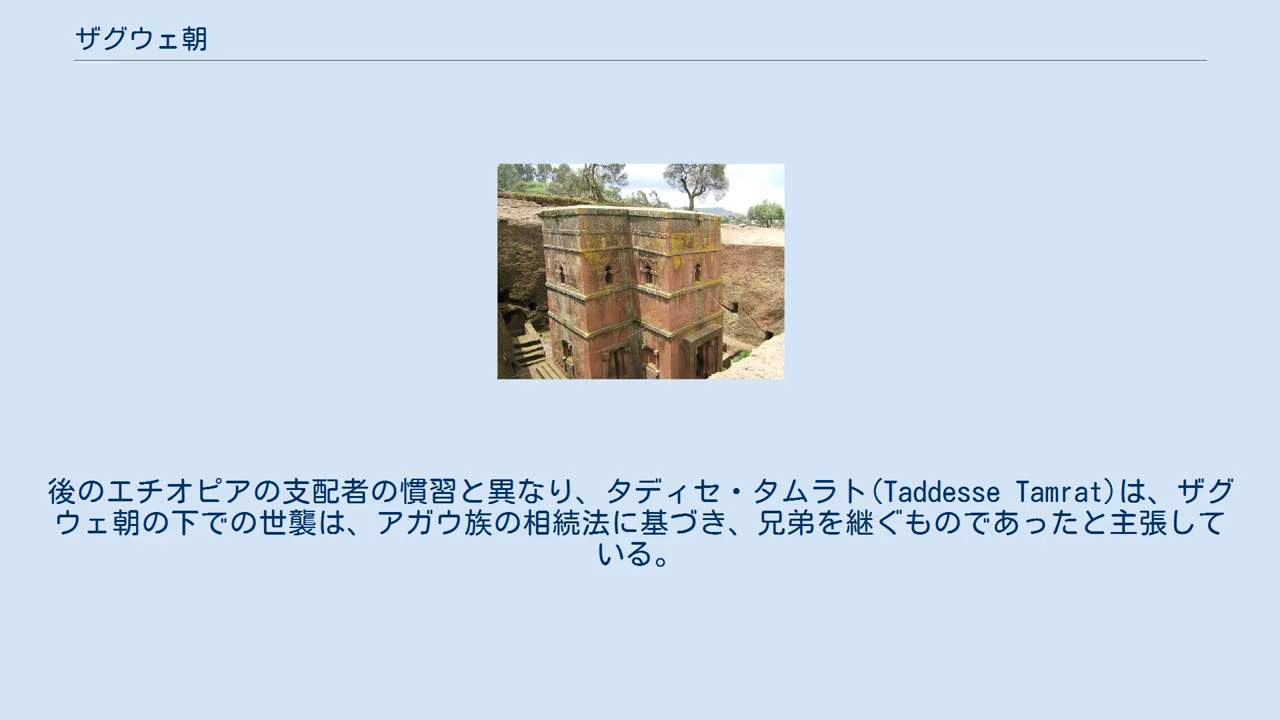 ザグウェ朝
後のエチオピアの支配者の慣習と異なり、タディセ・タムラト(Taddesse Tamrat)は、ザグ
ウェ朝の下での世襲は、アガウ族の相続法に基づき、兄弟を継ぐものであったと主張して
いる。